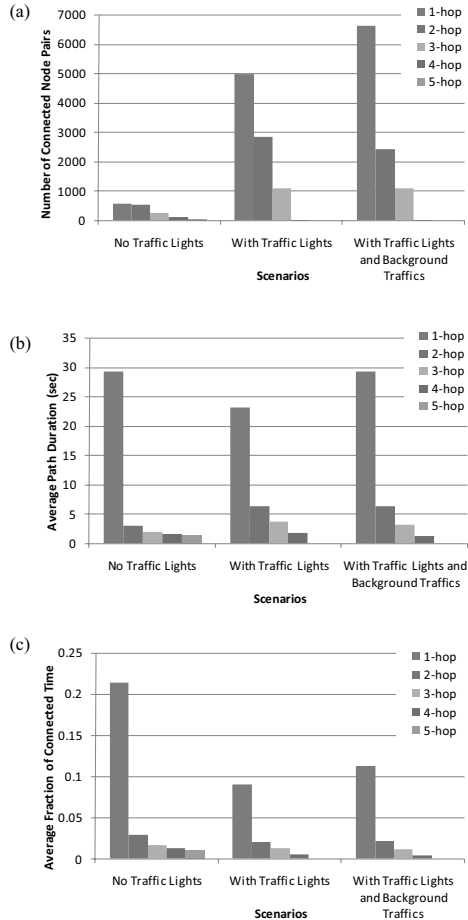 (a)
Number of Connected Node Pairs
7000
6000
5000
4000
3000
2000
1000
0
1-hop
2-hop
3-hop
4-hop
5-hop
No Traffic Lights
With Traffic Lights
With Traffic Lights
and Background
Traffics
Scenarios
(b)
Average Path Duration (sec)
35
30
25
20
15
10
5
0
1-hop
2-hop
3-hop
4-hop
5-hop
No Traffic Lights
With Traffic Lights
With Traffic Lights and
Background Traffics
Scenarios
(c)
Average Fraction of Connected Time
0.25
0.2
0.15
0.1
0.05
0
1-hop
2-hop
3-hop
4-hop
5-hop
No Traffic Lights
With Traffic Lights
With Traffic Lights
and Background
Traffics
Scenarios